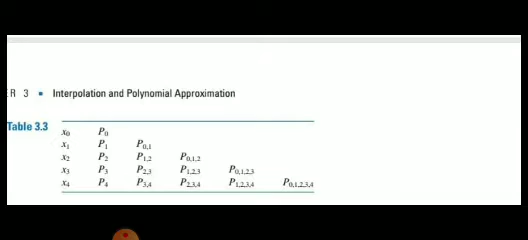 R 3 ▪ Interpolation and Polynomial Approximation
Table 3.3
x₀ P₀
x₁ P₁ P₀,₁
x₂ P₂ P₁,₂ P₀,₁,₂
x₃ P₃ P₂,₃ P₁,₂,₃ P₀,₁,₂,₃
x₄ P₄ P₃,₄ P₂,₃,₄ P₁,₂,₃,₄ P₀,₁,₂,₃,₄